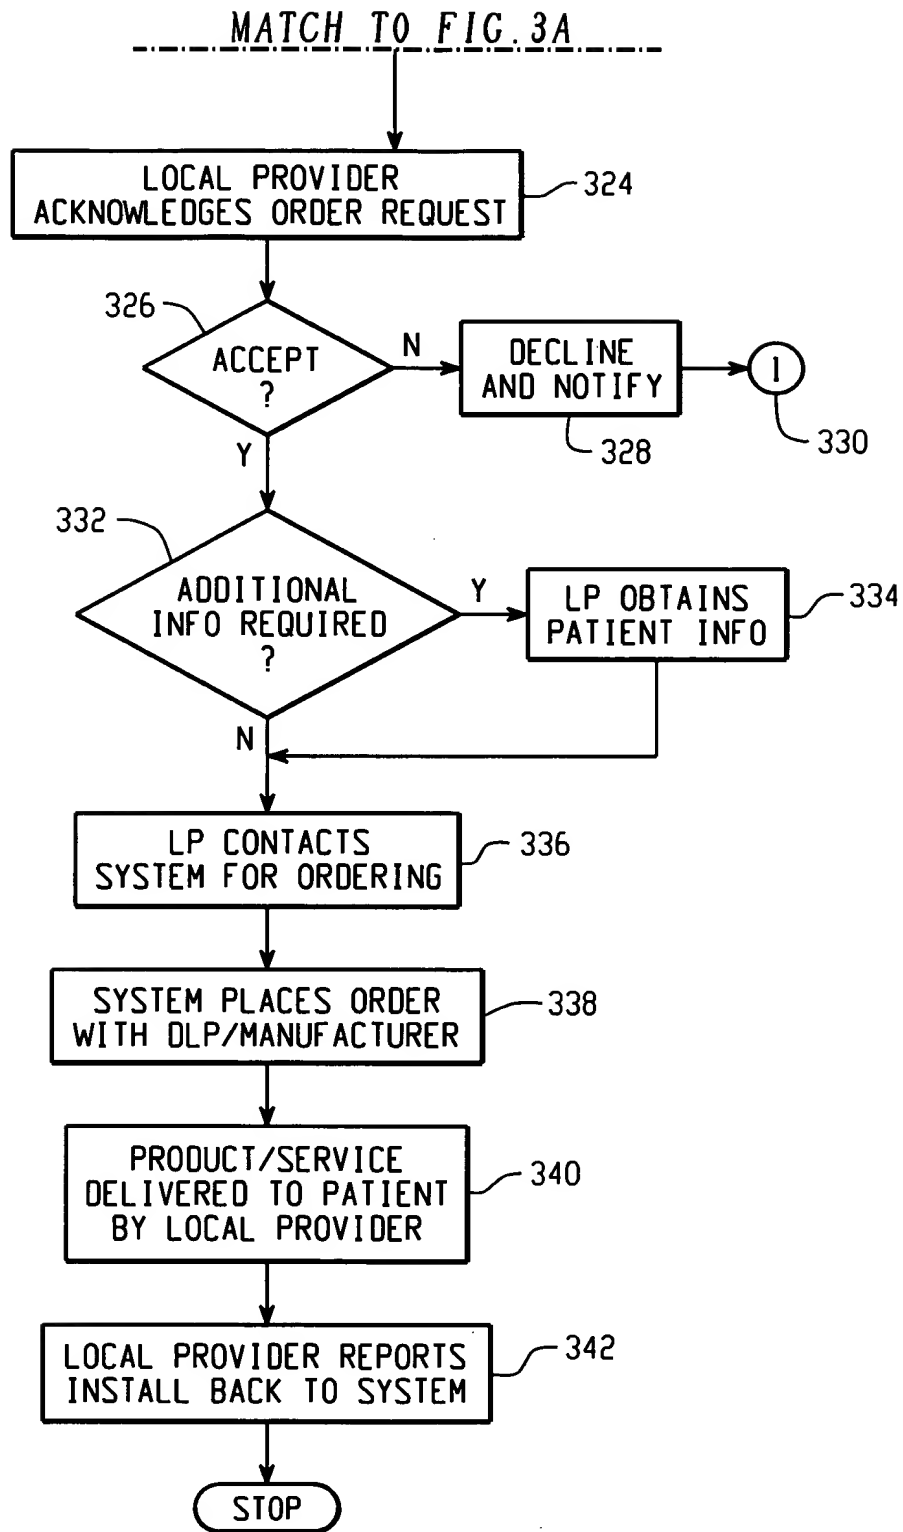 MATCH TO FIG. 3A
LOCAL PROVIDER
ACKNOWLEDGES ORDER REQUEST
324
326
ACCEPT
?
N
DECLINE
AND NOTIFY
328
1
330
Y
332
ADDITIONAL
INFO REQUIRED
?
Y
LP OBTAINS
PATIENT INFO
334
N
LP CONTACTS
SYSTEM FOR ORDERING
336
SYSTEM PLACES ORDER
WITH DLP/MANUFACTURER
338
PRODUCT/SERVICE
DELIVERED TO PATIENT
BY LOCAL PROVIDER
340
LOCAL PROVIDER REPORTS
INSTALL BACK TO SYSTEM
342
STOP